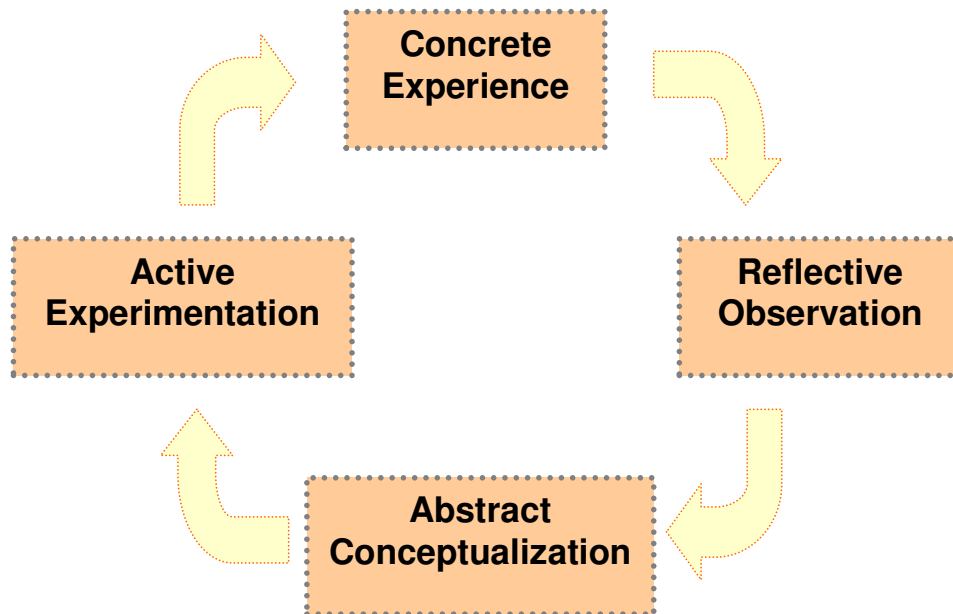 Concrete
Experience
Reflective
Observation
Abstract
Conceptualization
Active
Experimentation